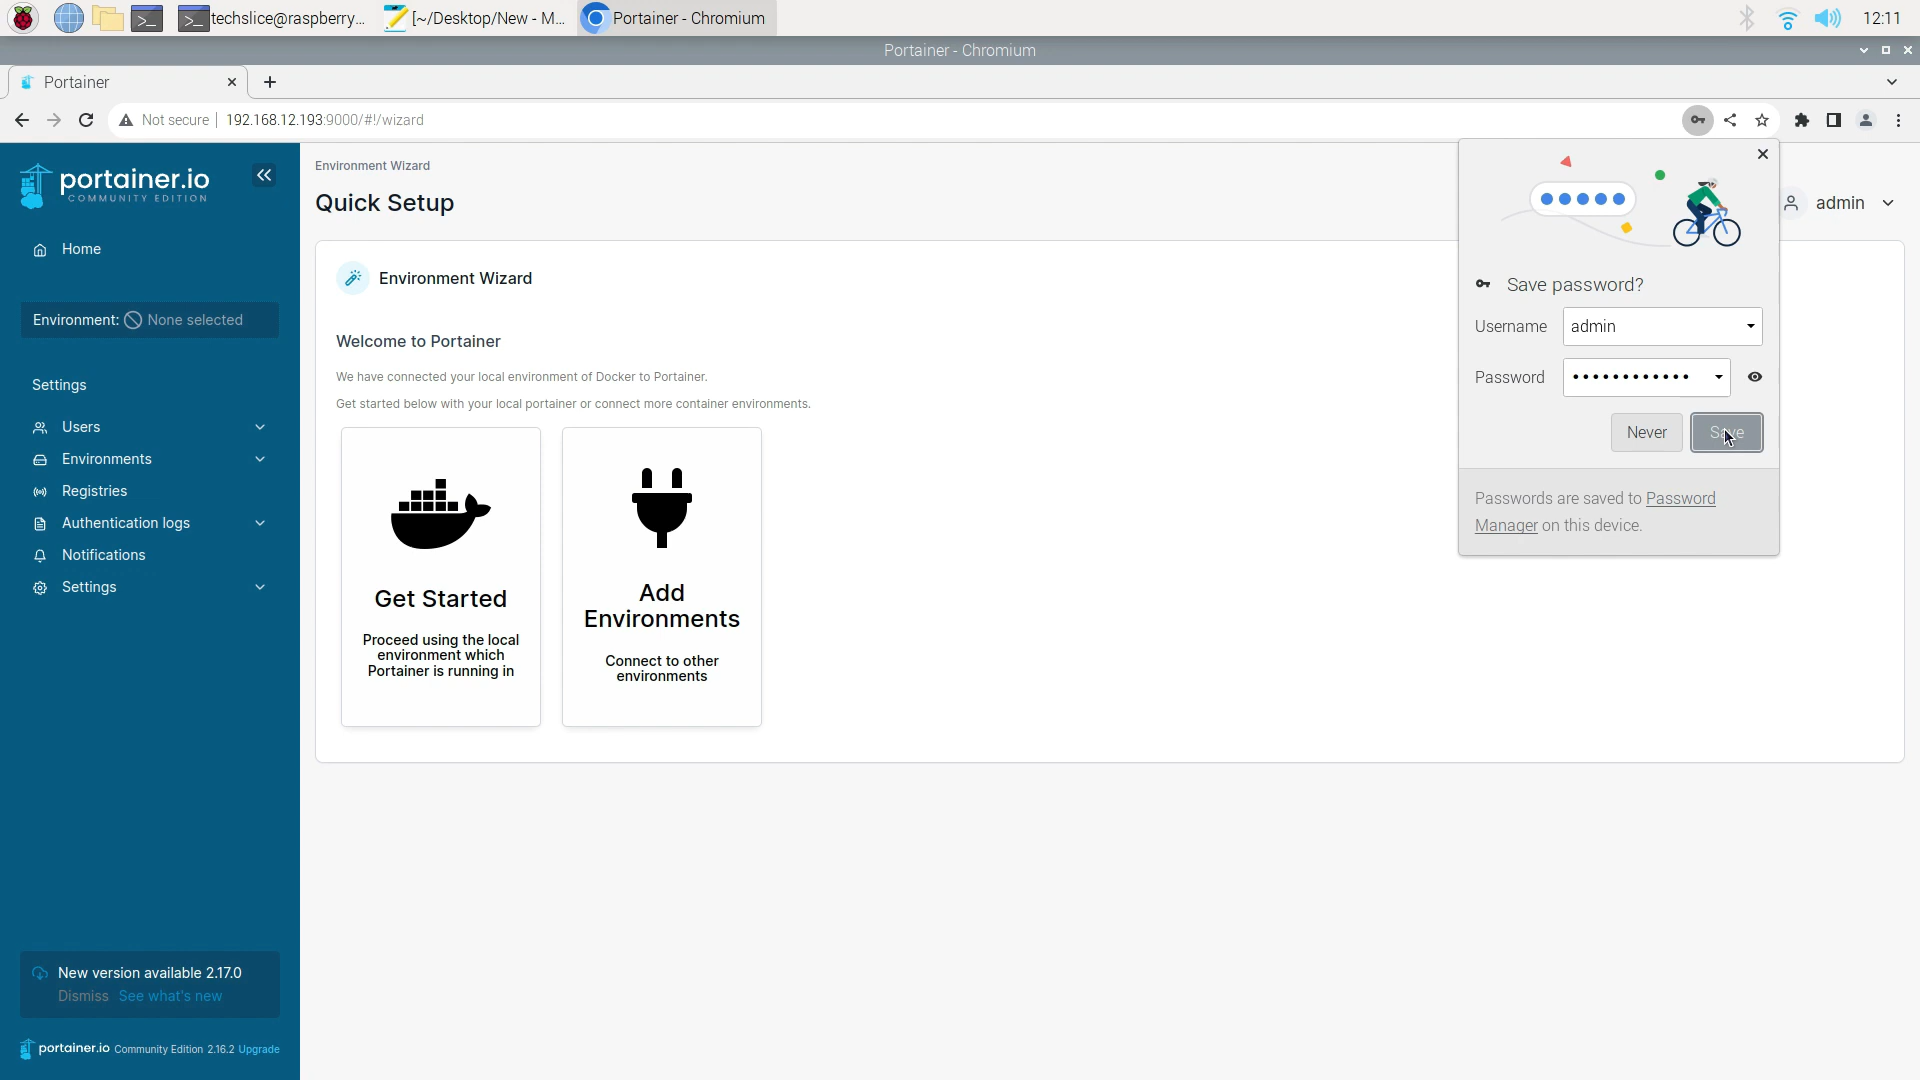 techslice@raspberry...
[~/Desktop/New - M...
Portainer - Chromium
12:11
Portainer - Chromium
Portainer
Not secure
192.168.12.193:9000/#!/wizard
portainer.io
COMMUNITY EDITION
Home
Environment: None selected
Settings
Users
Environments
Registries
Authentication logs
Notifications
Settings
New version available 2.17.0
Dismiss See what's new
portainer.io Community Edition 2.16.2 Upgrade
Environment Wizard
Quick Setup
admin
Environment Wizard
Welcome to Portainer
We have connected your local environment of Docker to Portainer.
Get started below with your local portainer or connect more container environments.
Get Started
Proceed using the local
environment which
Portainer is running in
Add
Environments
Connect to other
environments
Save password?
Username
admin
Password
Never
Save
Passwords are saved to Password
Manager on this device.